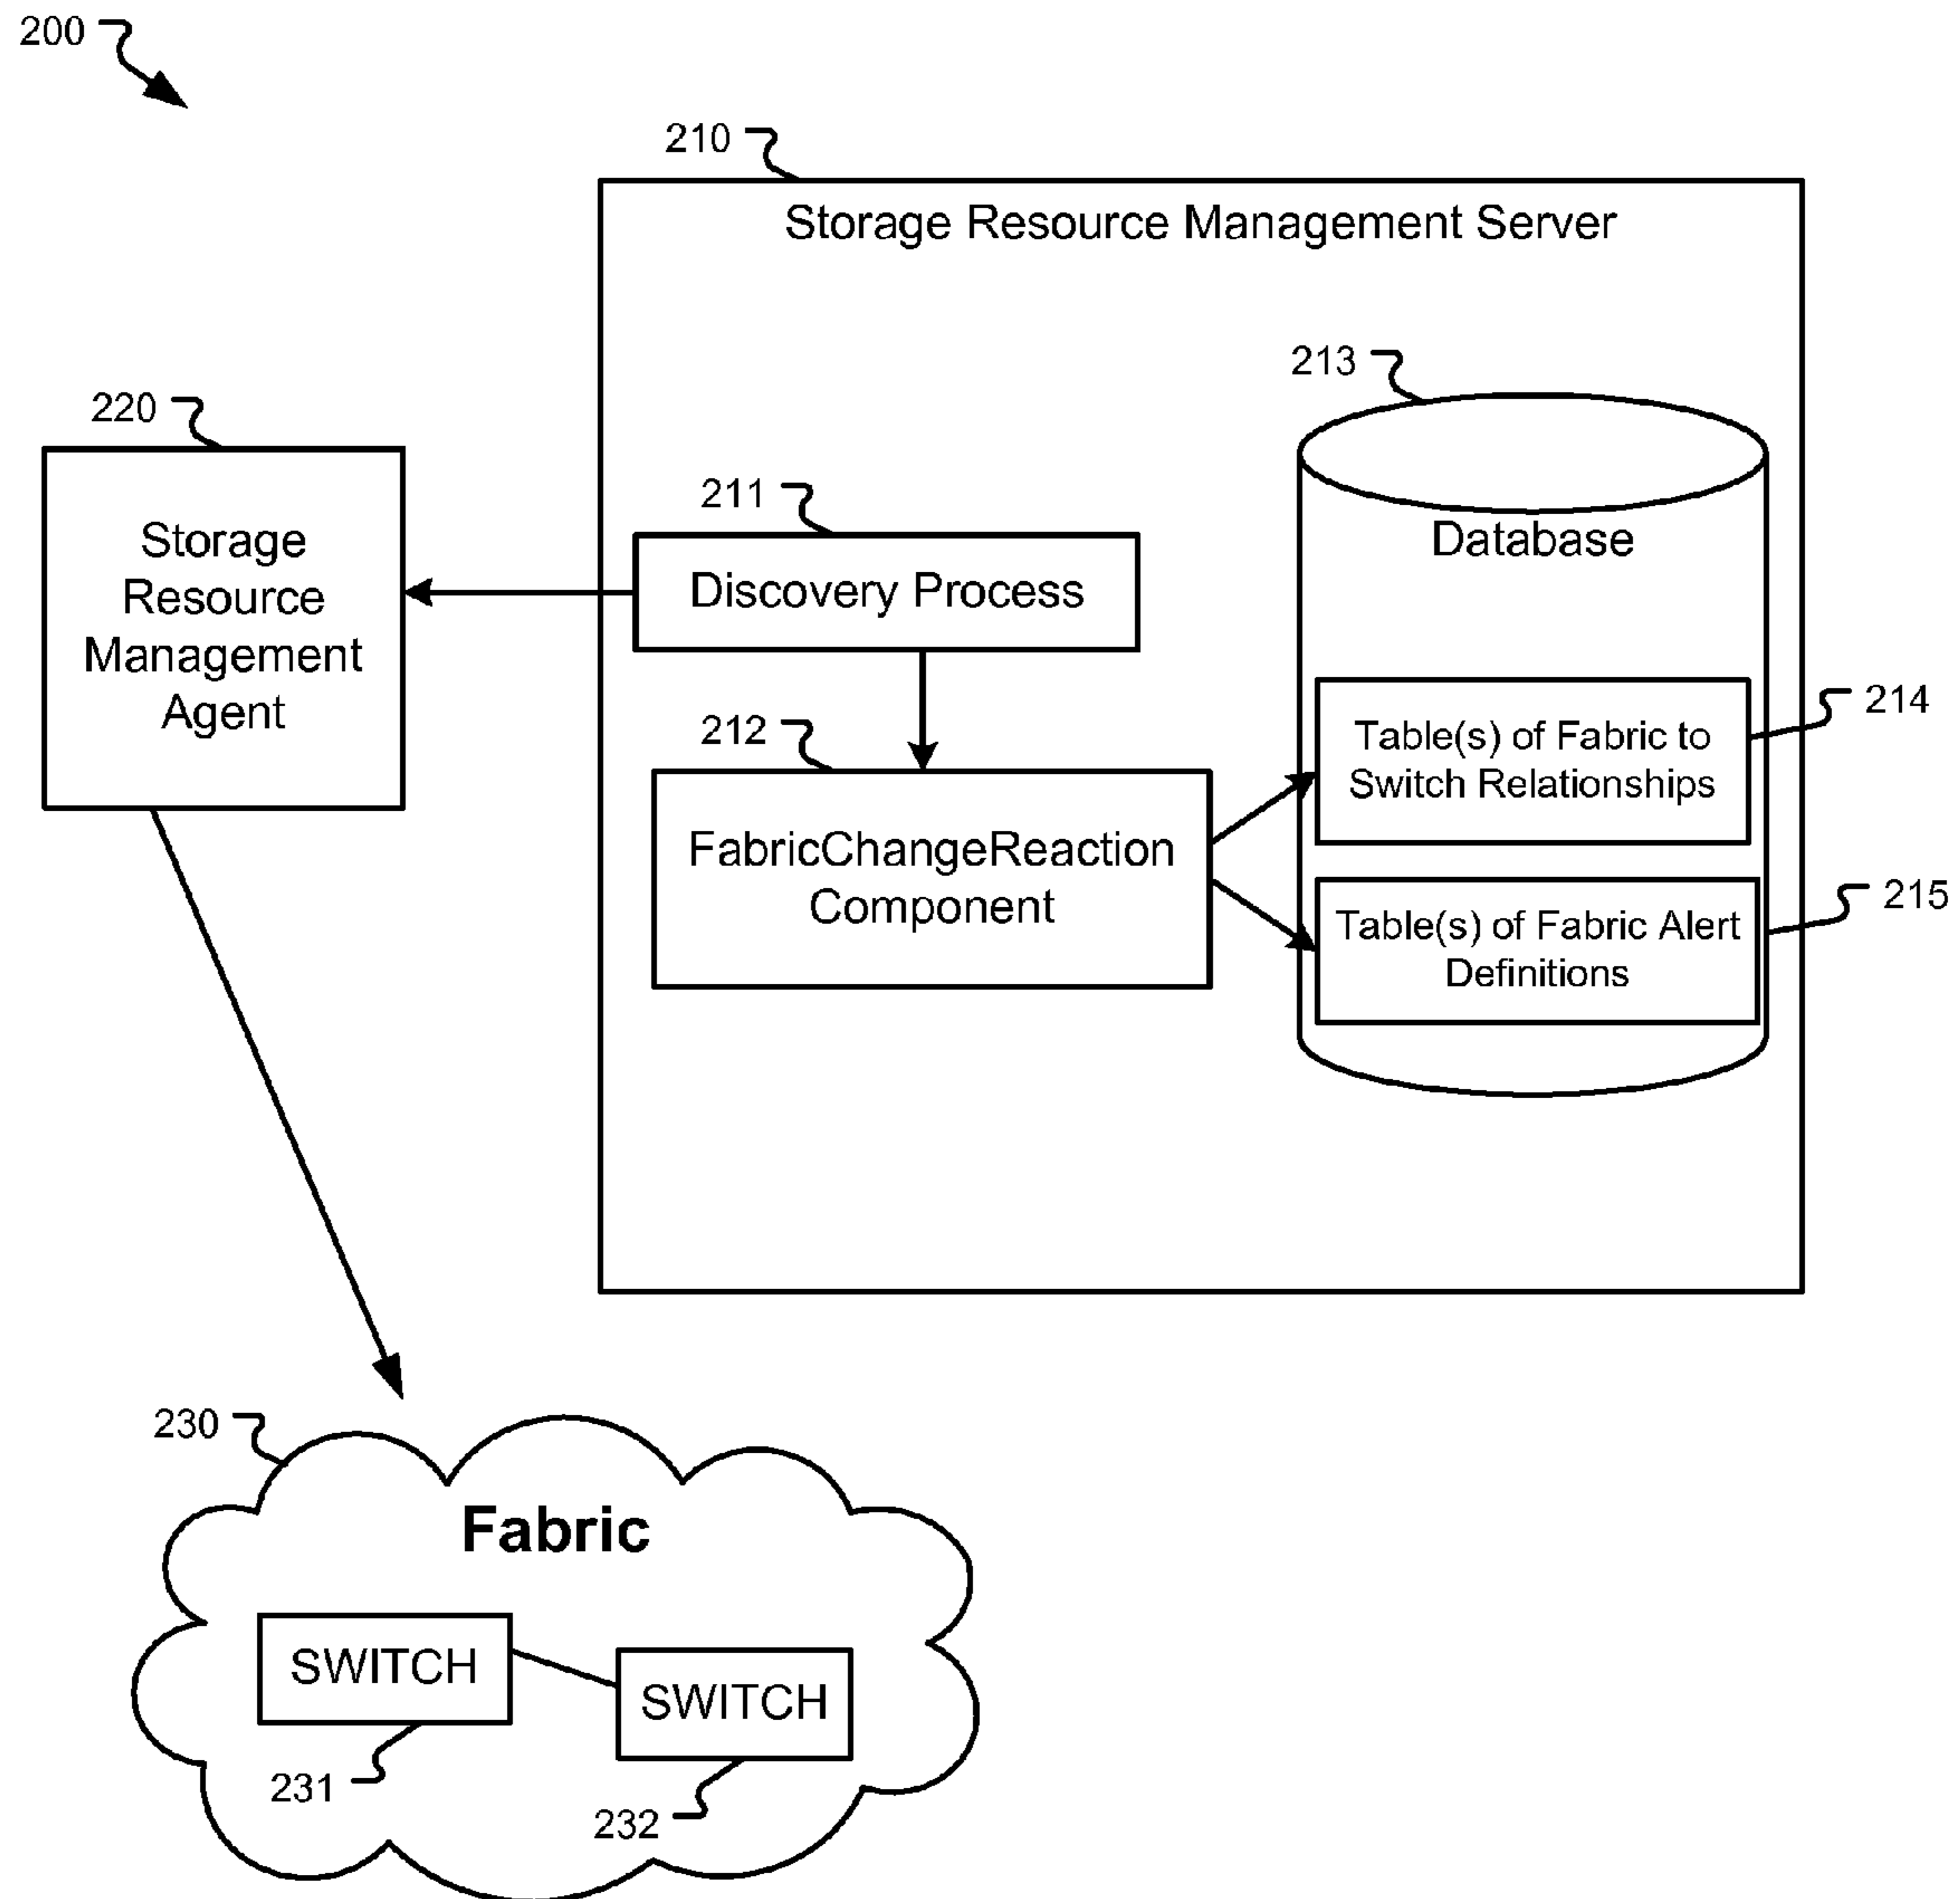 200
210
Storage Resource Management Server
213
220
Storage
Resource
Management
Agent
211
Discovery Process
Database
212
FabricChangeReaction
Component
Table(s) of Fabric to
Switch Relationships
214
Table(s) of Fabric Alert
Definitions
215
230
Fabric
SWITCH
SWITCH
231
232